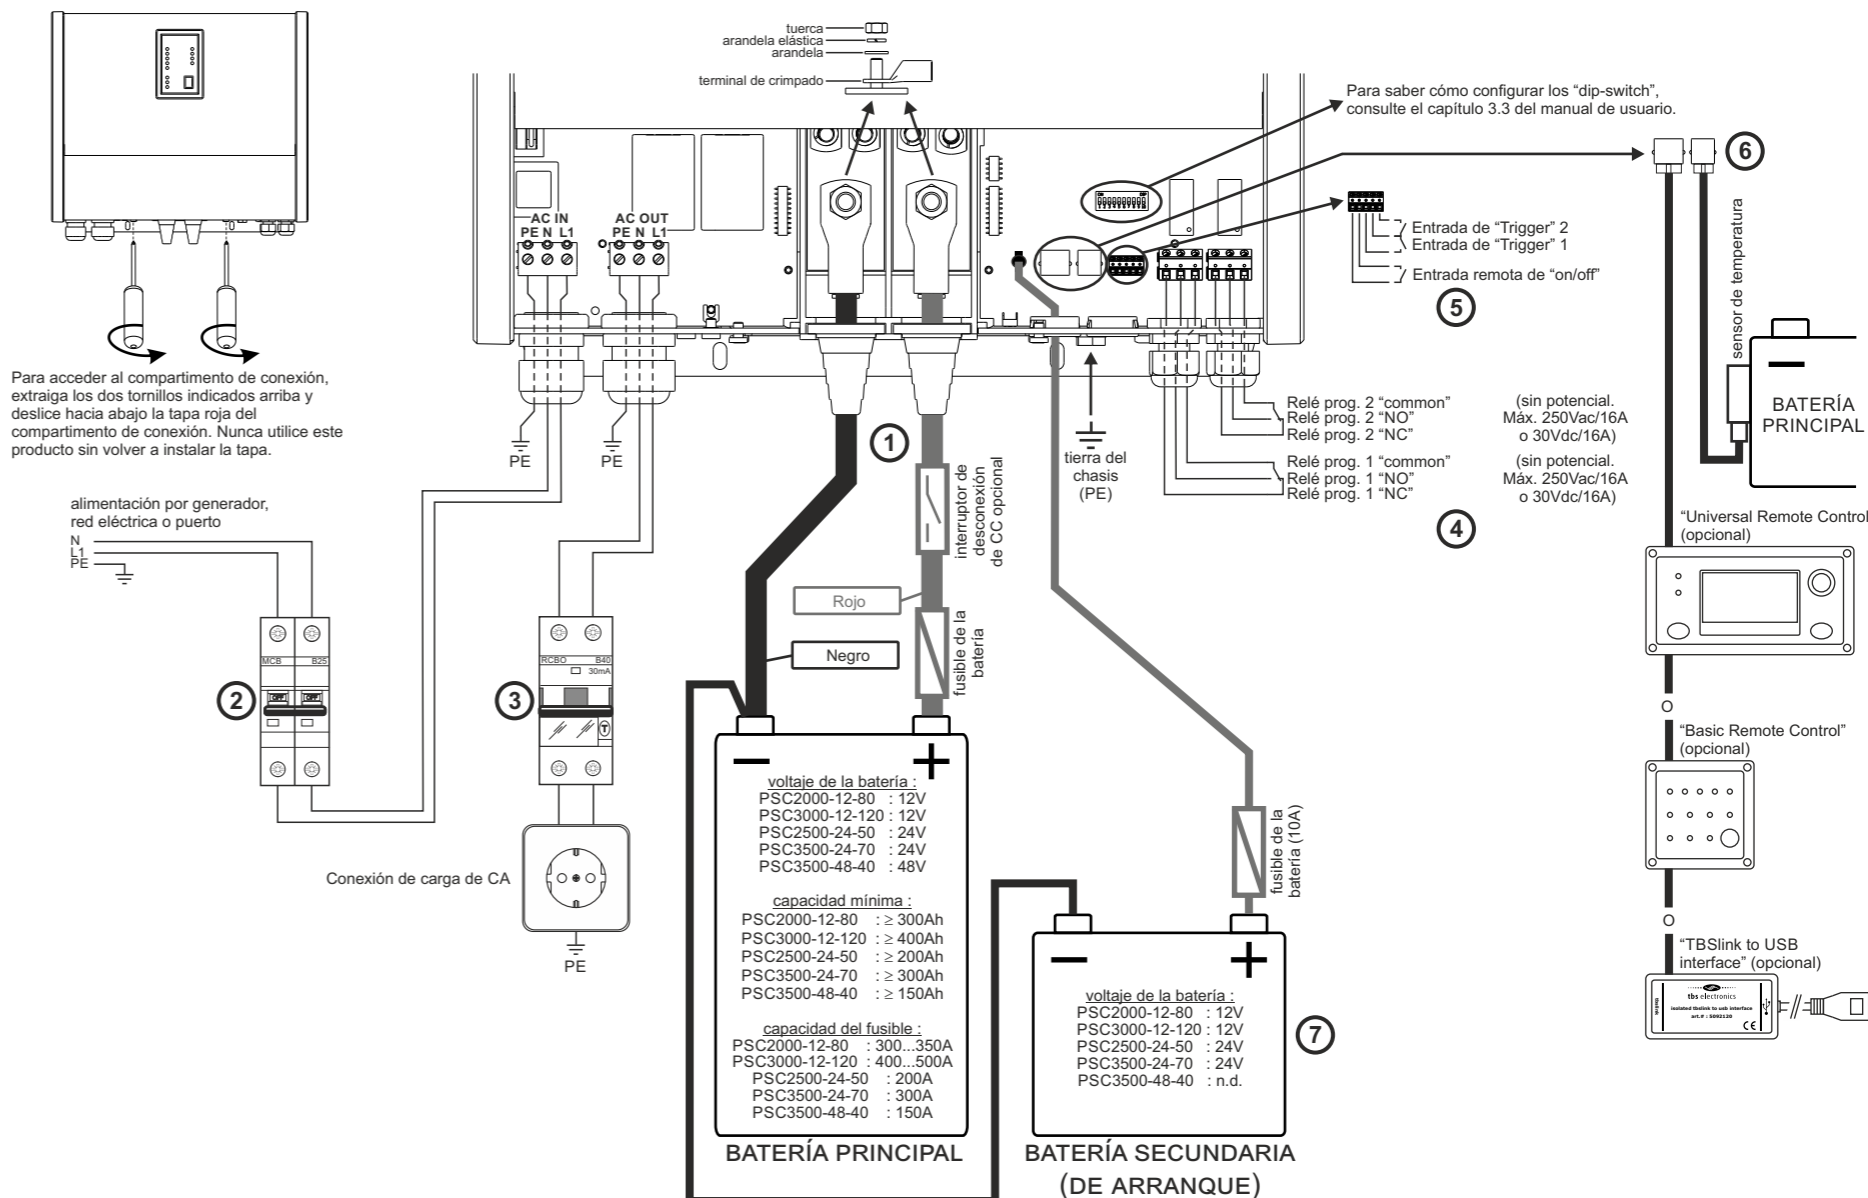 tuerca
arandela elástica
arandela
terminal de crimpado
Para saber cómo configurar los “dip-switch”,
consulte el capítulo 3.3 del manual de usuario.
6
AC IN
PE N L1
AC OUT
PE N L1
Entrada de “Trigger” 2
Entrada de “Trigger” 1
Entrada remota de “on/off”
5
sensor de temperatura
BATERÍA
PRINCIPAL
Para acceder al compartimento de conexión,
extraiga los dos tornillos indicados arriba y
deslice hacia abajo la tapa roja del
compartimento de conexión. Nunca utilice este
producto sin volver a instalar la tapa.
PE
PE
1
tierra del
chasis
(PE)
Relé prog. 2 “common”
Relé prog. 2 “NO”
Relé prog. 2 “NC”
(sin potencial.
Máx. 250Vac/16A
o 30Vdc/16A)
Relé prog. 1 “common”
Relé prog. 1 “NO”
Relé prog. 1 “NC”
(sin potencial.
Máx. 250Vac/16A
o 30Vdc/16A)
4
alimentación por generador,
red eléctrica o puerto
N
L1
PE
interruptor de
desconexión
de CC opcional
Rojo
Negro
fusible de la
batería
“Universal Remote Control
(opcional)
O
“Basic Remote Control”
(opcional)
O
“TBSlink to USB
interface” (opcional)
tbslink
tbs electronics
isolated tbslink to usb interface
art.# : 5092120
CE
2
MCB B25
OFF OFF
3
RCBO B40
30mA
T
Conexión de carga de CA
PE
voltaje de la batería :
PSC2000-12-80 : 12V
PSC3000-12-120 : 12V
PSC2500-24-50 : 24V
PSC3500-24-70 : 24V
PSC3500-48-40 : 48V
capacidad mínima :
PSC2000-12-80 : ≥ 300Ah
PSC3000-12-120 : ≥ 400Ah
PSC2500-24-50 : ≥ 200Ah
PSC3500-24-70 : ≥ 300Ah
PSC3500-48-40 : ≥ 150Ah
capacidad del fusible :
PSC2000-12-80 : 300...350A
PSC3000-12-120 : 400...500A
PSC2500-24-50 : 200A
PSC3500-24-70 : 300A
PSC3500-48-40 : 150A
BATERÍA PRINCIPAL
fusible de la
batería (10A)
voltaje de la batería :
PSC2000-12-80 : 12V
PSC3000-12-120 : 12V
PSC2500-24-50 : 24V
PSC3500-24-70 : 24V
PSC3500-48-40 : n.d.
7
BATERÍA SECUNDARIA
(DE ARRANQUE)